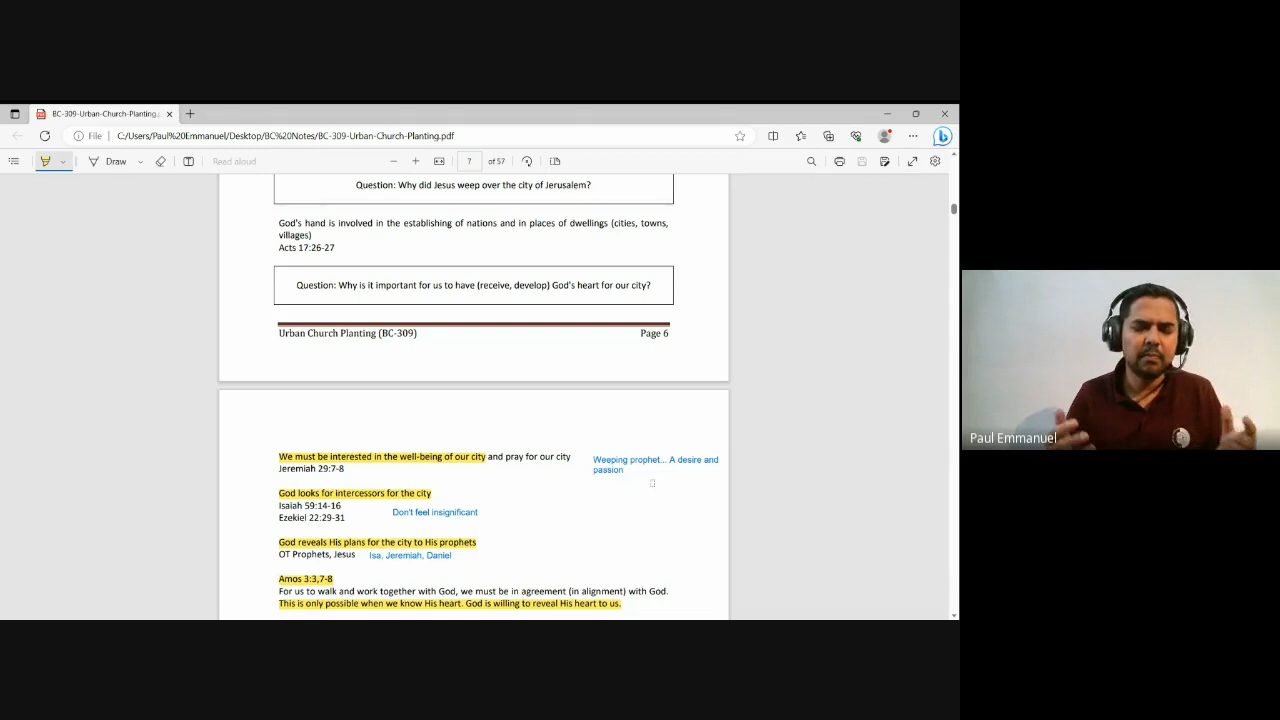 BC-309-Urban-Church-Planting.
File C:/Users/Paul%20Emmanuel/Desktop/BC%20Notes/BC-309-Urban-Church-Planting.pdf
Draw Read aloud 7 of 57
Question: Why did Jesus weep over the city of Jerusalem?
God's hand is involved in the establishing of nations and in places of dwellings (cities, towns,
villages)
Acts 17:26-27
Question: Why is it important for us to have (receive, develop) God's heart for our city?
Urban Church Planting (BC-309) Page 6
We must be interested in the well-being of our city and pray for our city
Jeremiah 29:7-8
Weeping prophet... A desire and
passion
God looks for intercessors for the city
Isaiah 59:14-16
Ezekiel 22:29-31
Don't feel insignificant
God reveals His plans for the city to His prophets
OT Prophets, Jesus Isa, Jeremiah, Daniel
Amos 3:3,7-8
For us to walk and work together with God, we must be in agreement (in alignment) with God.
This is only possible when we know His heart. God is willing to reveal His heart to us.
Paul Emmanuel